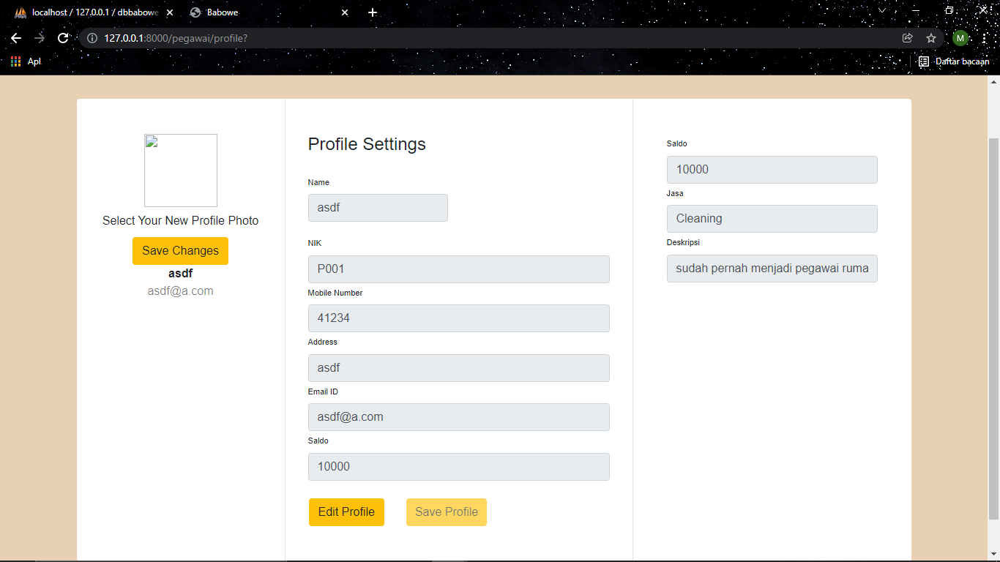 localhost / 127.0.0.1 / dbbabowe
Babowe
127.0.0.1:8000/pegawai/profile?
M
Apl
Daftar bacaan
Select Your New Profile Photo
Save Changes
asdf
asdf@a.com
Profile Settings
Name
asdf
NIK
P001
Mobile Number
41234
Address
asdf
Email ID
asdf@a.com
Saldo
10000
Edit Profile
Save Profile
Saldo
10000
Jasa
Cleaning
Deskripsi
sudah pernah menjadi pegawai ruma